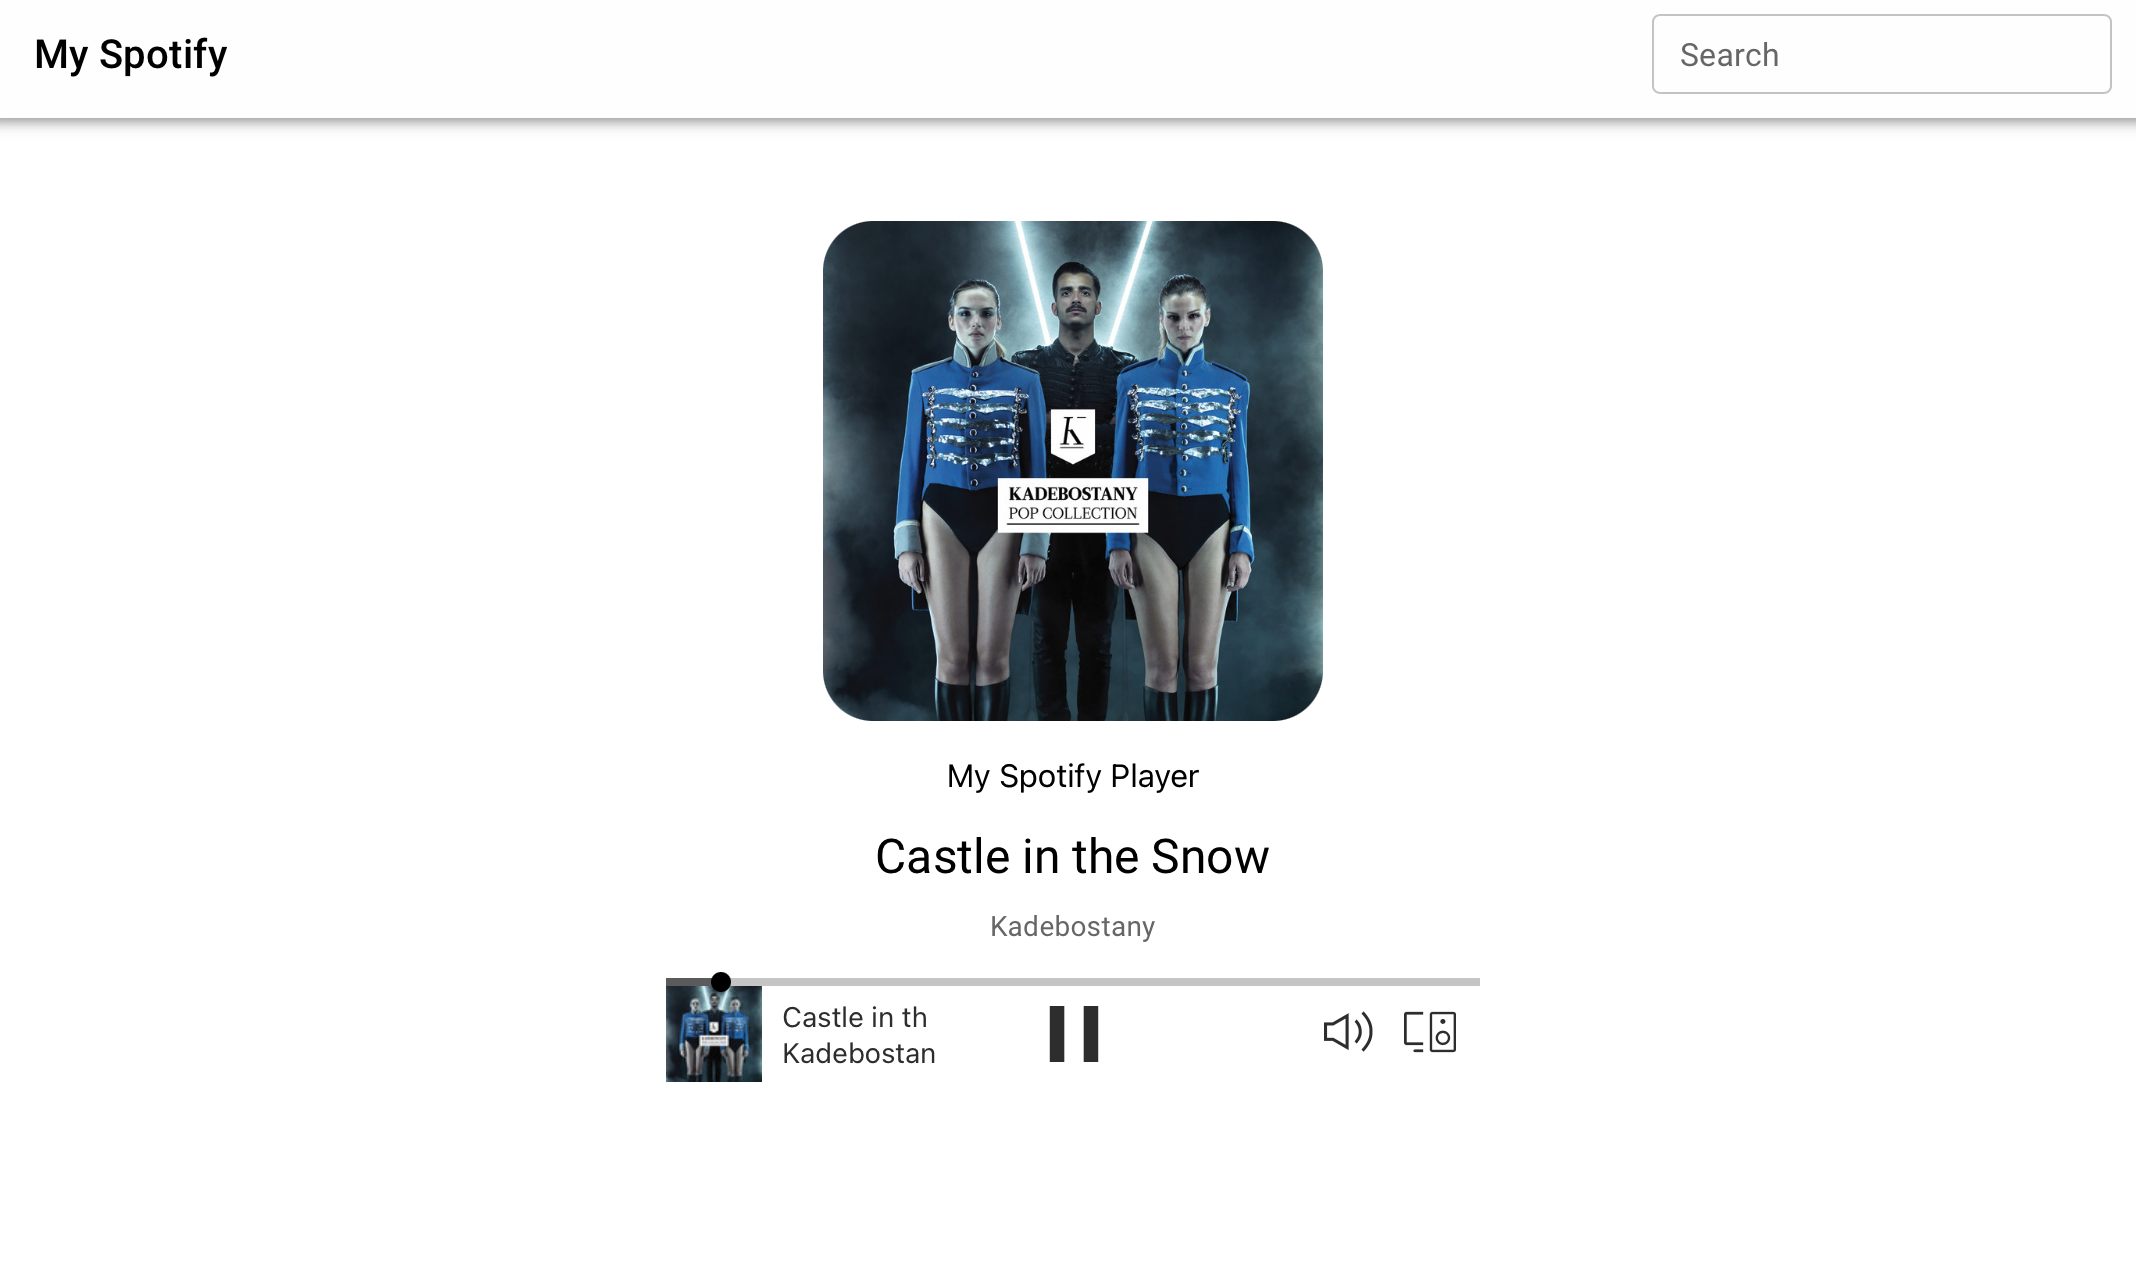 My Spotify
Search
K
KADEBOSTANY
POP COLLECTION
My Spotify Player
Castle in the Snow
Kadebostany
Castle in th
Kadebostan